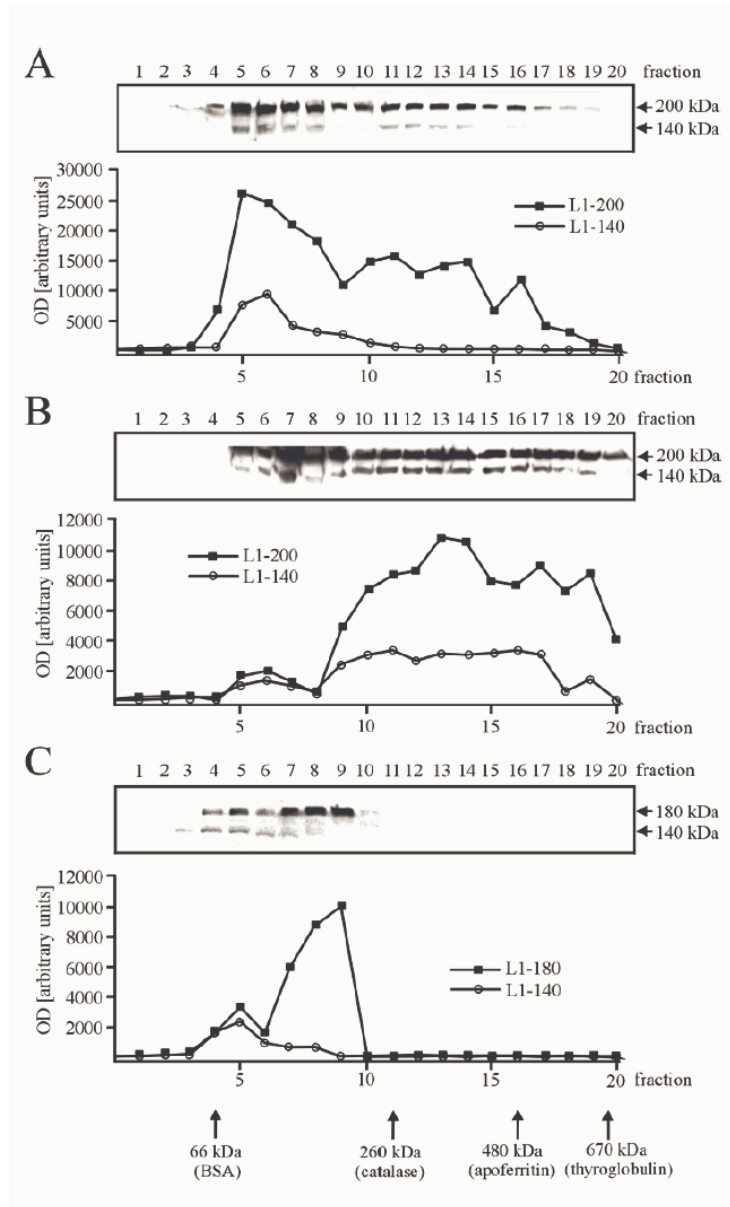 A
1 2 3 4 5 6 7 8 9 10 11 12 13 14 15 16 17 18 19 20 fraction
200 kDa
140 kDa
OD [arbitrary units]
30000
25000
20000
15000
10000
5000
L1-200
L1-140
5 10 15 20 fraction
B
1 2 3 4 5 6 7 8 9 10 11 12 13 14 15 16 17 18 19 20 fraction
200 kDa
140 kDa
OD [arbitrary units]
12000
10000
8000
6000
4000
2000
L1-200
L1-140
5 10 15 20 fraction
C
1 2 3 4 5 6 7 8 9 10 11 12 13 14 15 16 17 18 19 20 fraction
180 kDa
140 kDa
OD [arbitrary units]
12000
10000
8000
6000
4000
2000
L1-180
L1-140
5 10 15 20 fraction
66 kDa 260 kDa 480 kDa 670 kDa
(BSA) (catalase) (apoferritin) (thyroglobulin)